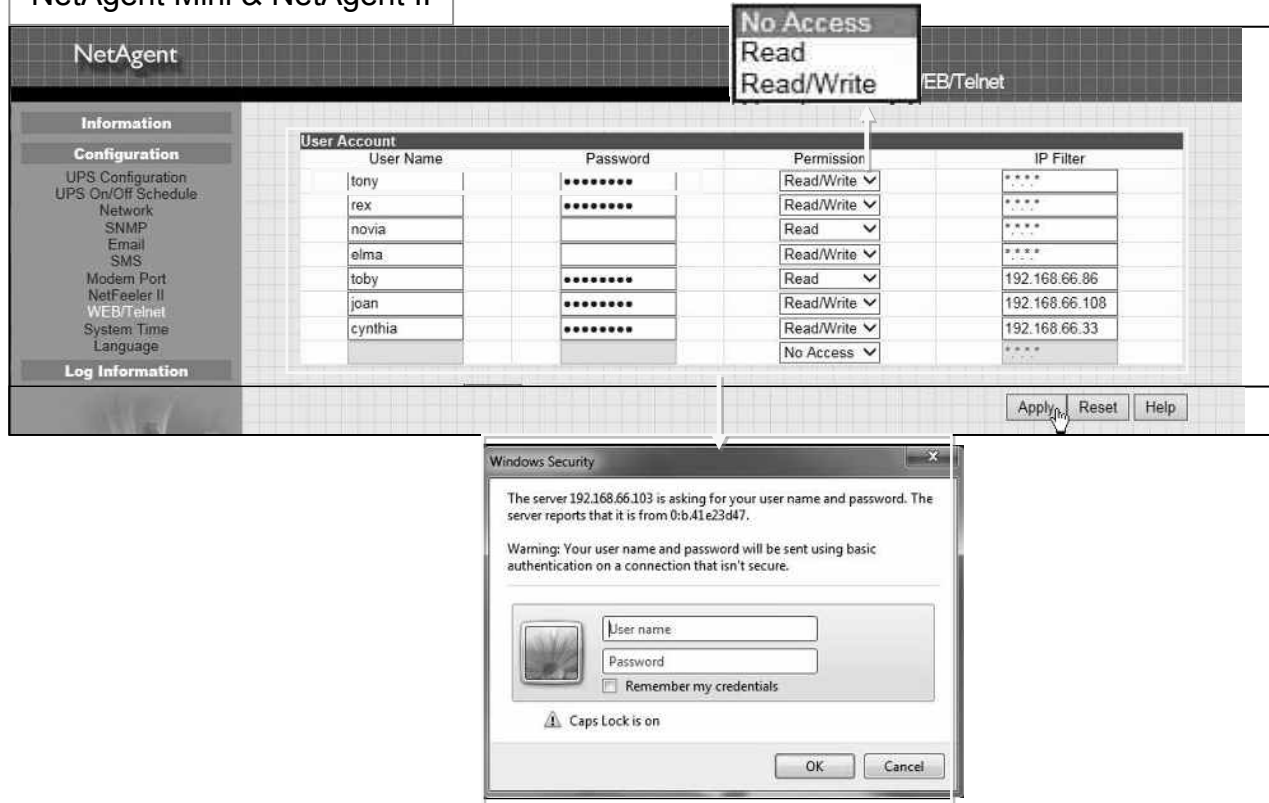 NetAgent Mini & NetAgent II
No Access
Read
Read/Write
NetAgent
WEB/Telnet
Information
Configuration
UPS Configuration
UPS On/Off Schedule
Network
SNMP
Email
SMS
Modem Port
NetFeeler II
WEB/Telnet
System Time
Language
Log Information
User Account
User Name Password Permission IP Filter
tony •••••••• Read/Write *.*.*.*
rex •••••••• Read/Write *.*.*.*
novia Read *.*.*.*
elma Read/Write *.*.*.*
toby •••••••• Read 192.168.66.86
joan •••••••• Read/Write 192.168.66.108
cynthia •••••••• Read/Write 192.168.66.33
No Access *.*.*.*
Apply Reset Help
Windows Security
The server 192.168.66.103 is asking for your user name and password. The
server reports that it is from 0:b.41e23d47.
Warning: Your user name and password will be sent using basic
authentication on a connection that isn't secure.
User name
Password
Remember my credentials
Caps Lock is on
OK Cancel